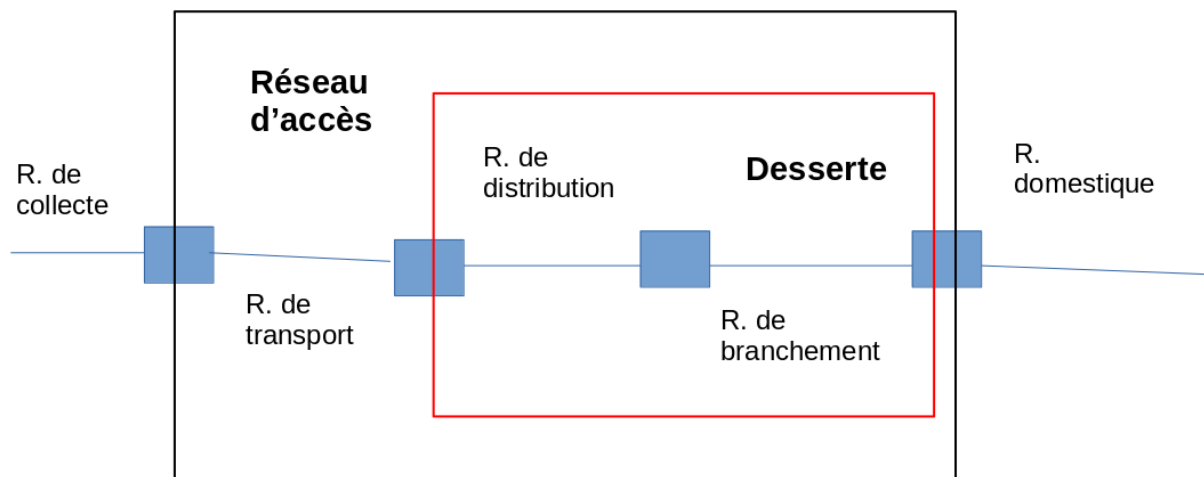 Réseau
d’accès
R. de
distribution
Desserte
R.
domestique
R. de
collecte
R. de
transport
R. de
branchement